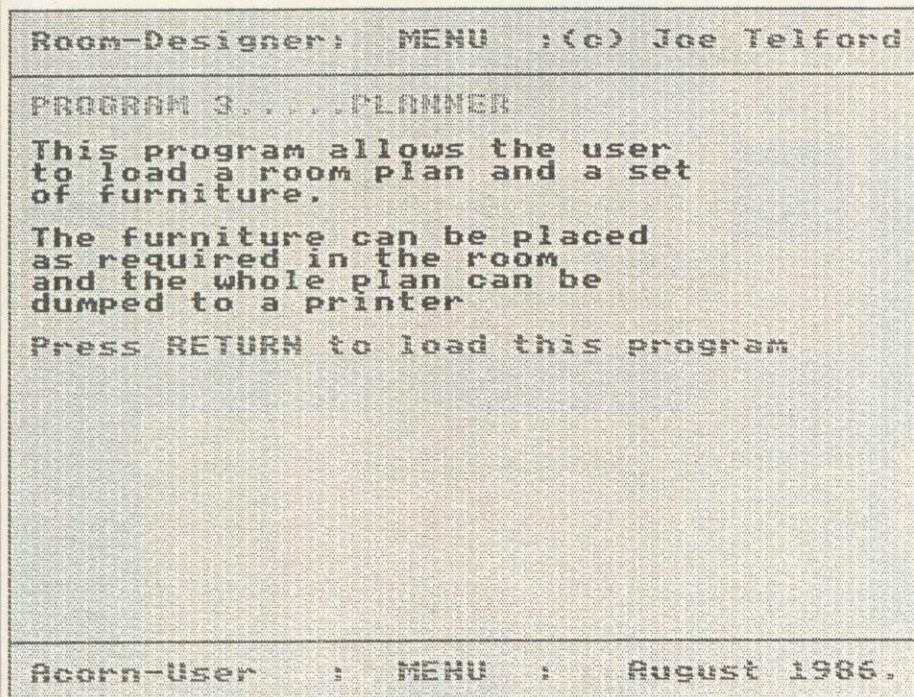 Room-Designer: MENU :(c) Joe Telford
PROGRAM 3.....PLANNER
This program allows the user
to load a room plan and a set
of furniture.
The furniture can be placed
as required in the room
and the whole plan can be
dumped to a printer
Press RETURN to load this program
Acorn-User : MENU : August 1986.